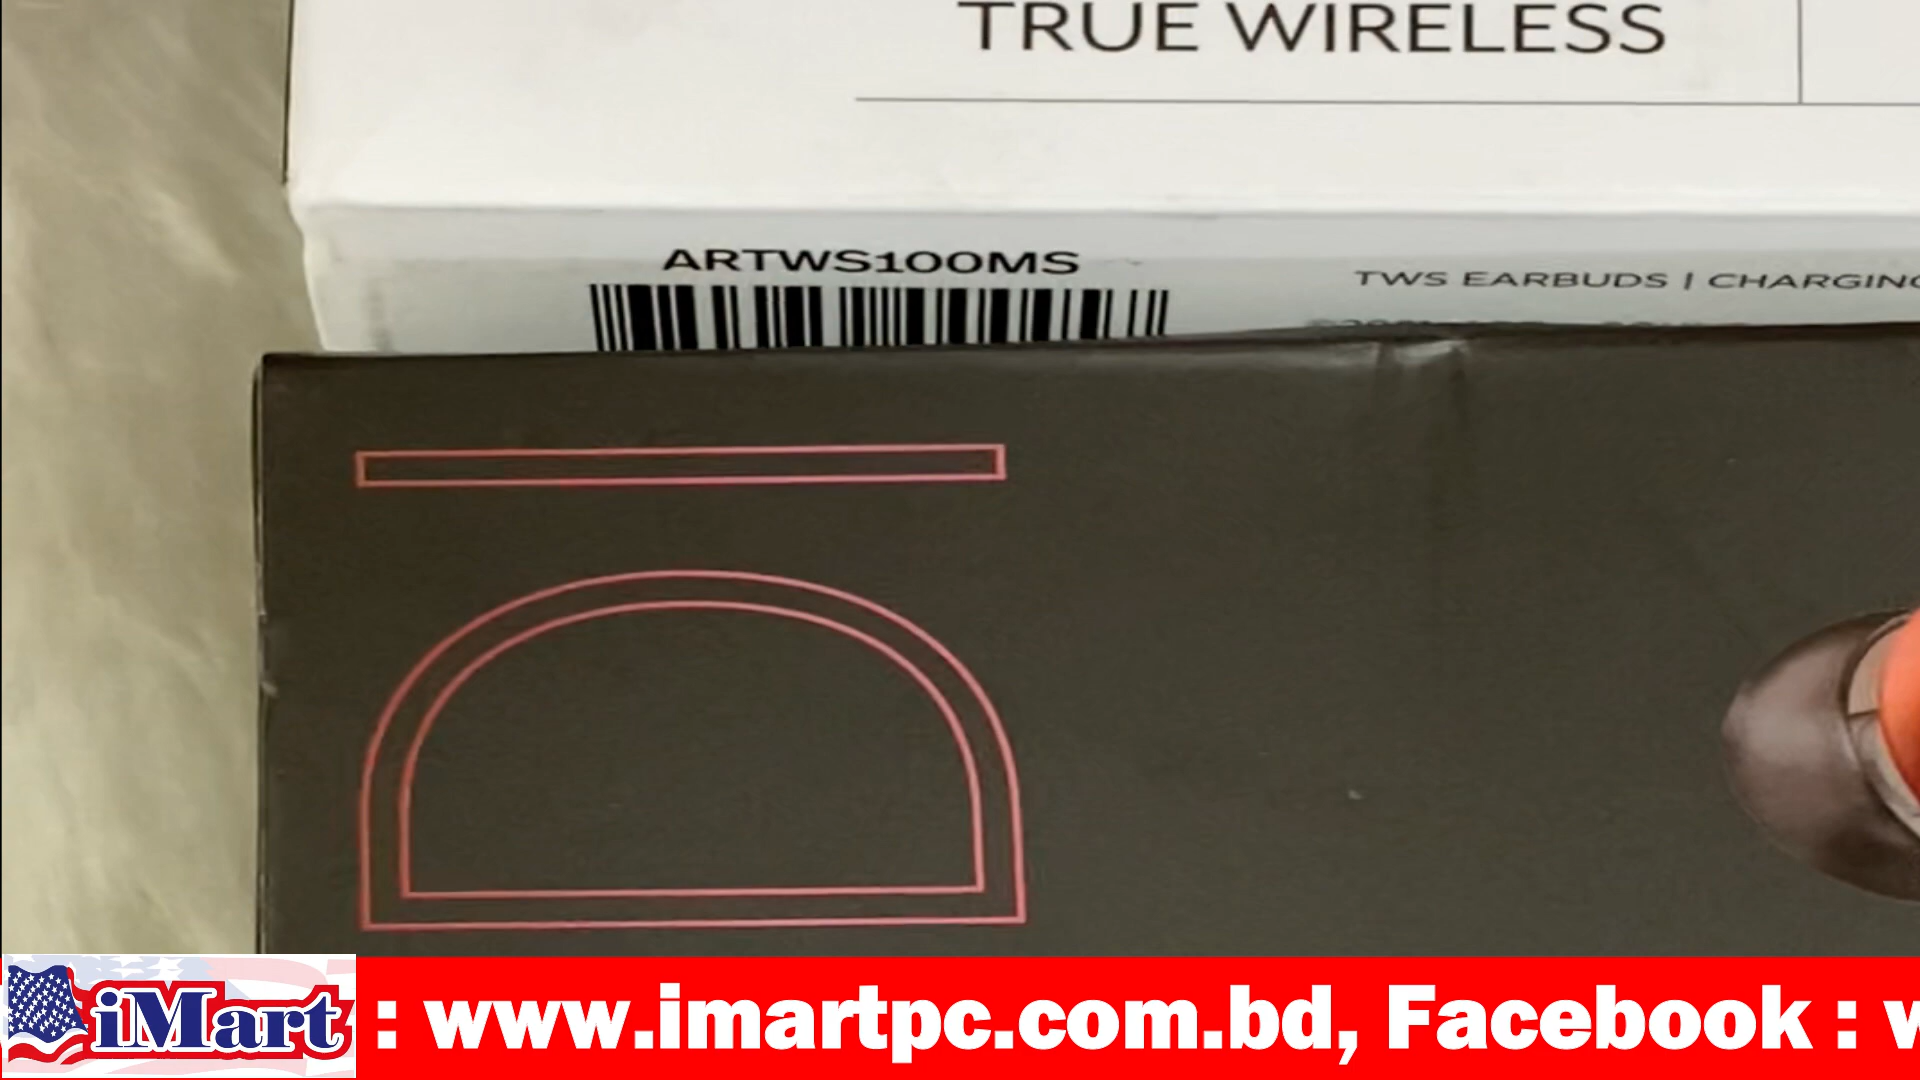 TRUE WIRELESS
ARTWS100MS
TWS EARBUDS | CHARGING
iMart : www.imartpc.com.bd, Facebook : w